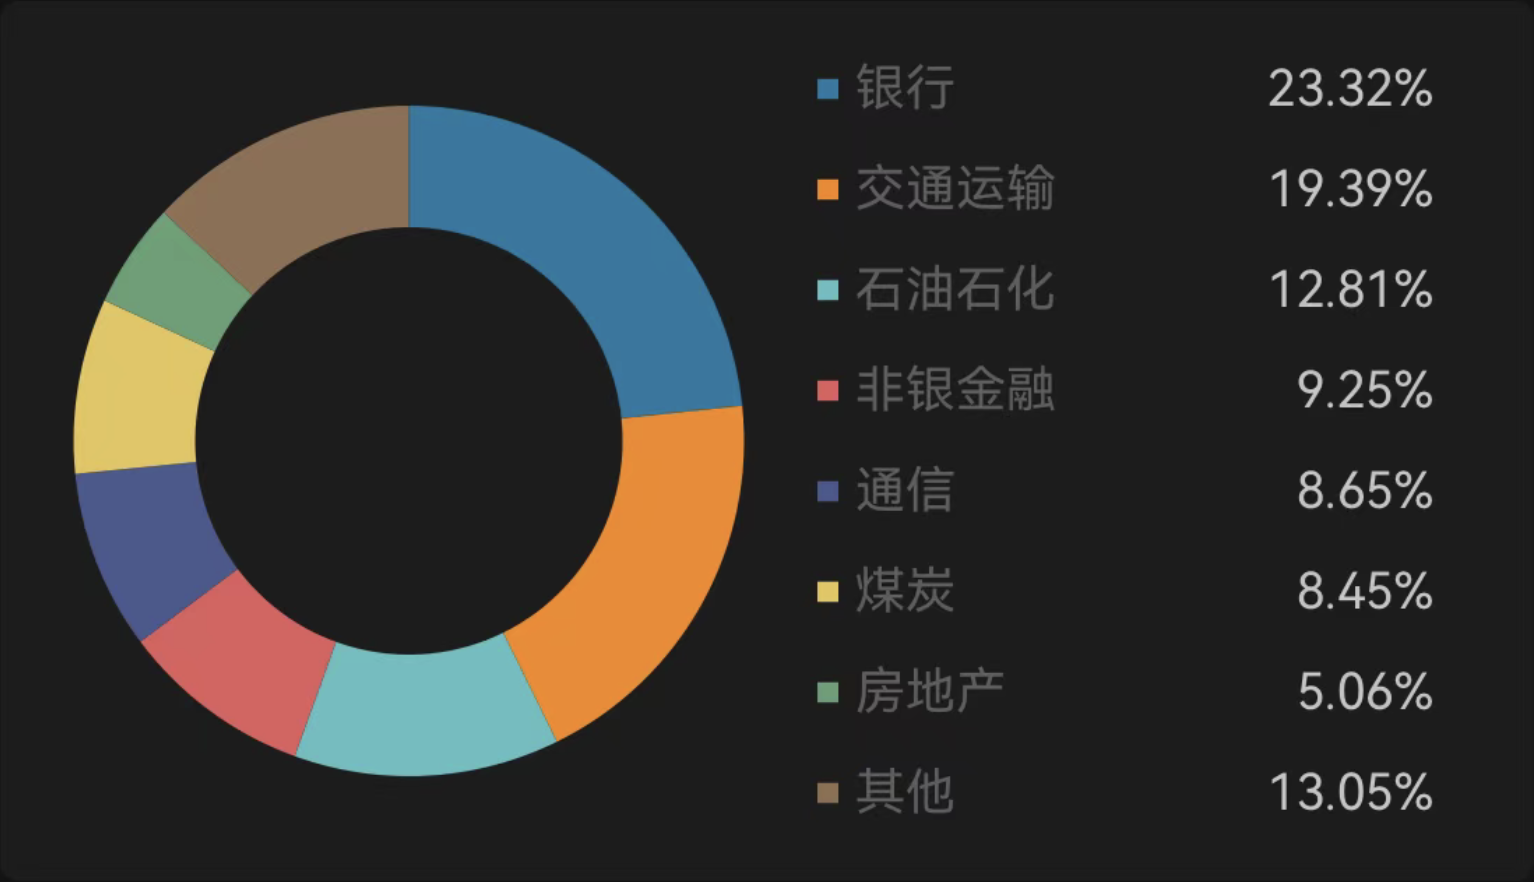 银行 23.32%
交通运输 19.39%
石油石化 12.81%
非银金融 9.25%
通信 8.65%
煤炭 8.45%
房地产 5.06%
其他 13.05%